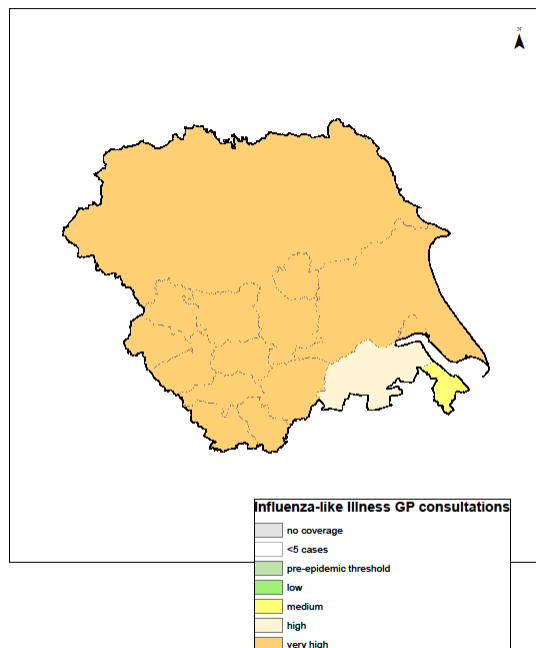 N
Influenza-like Illness GP consultations
no coverage
<5 cases
pre-epidemic threshold
low
medium
high
very high